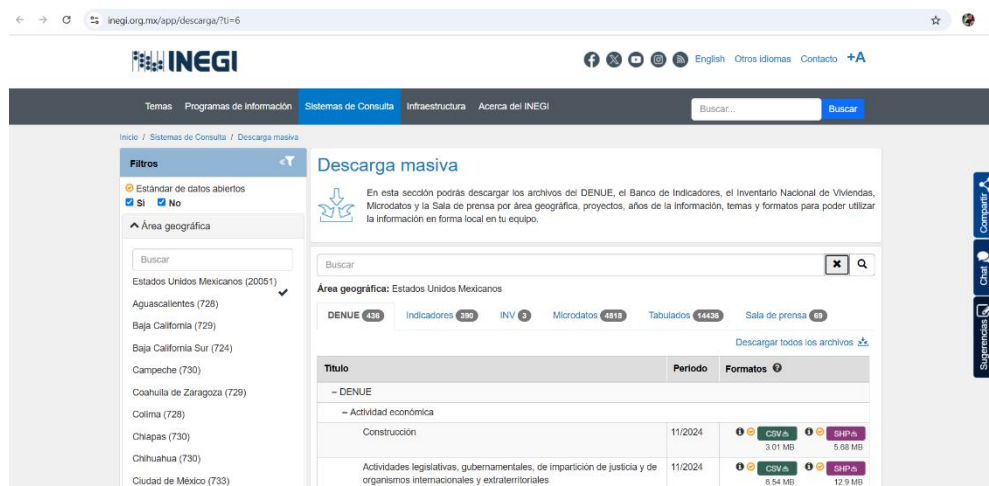 inegi.org.mx/app/descarga/?ti=6
INEGI
English Otros idiomas Contacto +A
Temas Programas de información Sistemas de Consulta Infraestructura Acerca del INEGI Buscar... Buscar
Inicio / Sistemas de Consulta / Descarga masiva
Filtros
Estándar de datos abiertos
Si No
Área geográfica
Buscar
Estados Unidos Mexicanos (20051)
Aguascalientes (728)
Baja California (729)
Baja California Sur (724)
Campeche (730)
Coahuila de Zaragoza (729)
Colima (728)
Chiapas (730)
Chihuahua (730)
Ciudad de México (733)
Descarga masiva
En esta sección podrás descargar los archivos del DENUE, el Banco de Indicadores, el Inventario Nacional de Viviendas,
Microdatos y la Sala de prensa por área geográfica, proyectos, años de la información, temas y formatos para poder utilizar
la información en forma local en tu equipo.
Buscar
Área geográfica: Estados Unidos Mexicanos
DENUE 436 Indicadores 390 INV 3 Microdatos 4818 Tabulados 14436 Sala de prensa 69
Descargar todos los archivos
Titulo Periodo Formatos
– DENUE
– Actividad económica
Construcción 11/2024 CSV SHP
3.01 MB 5.68 MB
Actividades legislativas, gubernamentales, de impartición de justicia y de 11/2024 CSV SHP
organismos internacionales y extraterritoriales 6.54 MB 12.9 MB
Compartir
Chat
Sugerencias